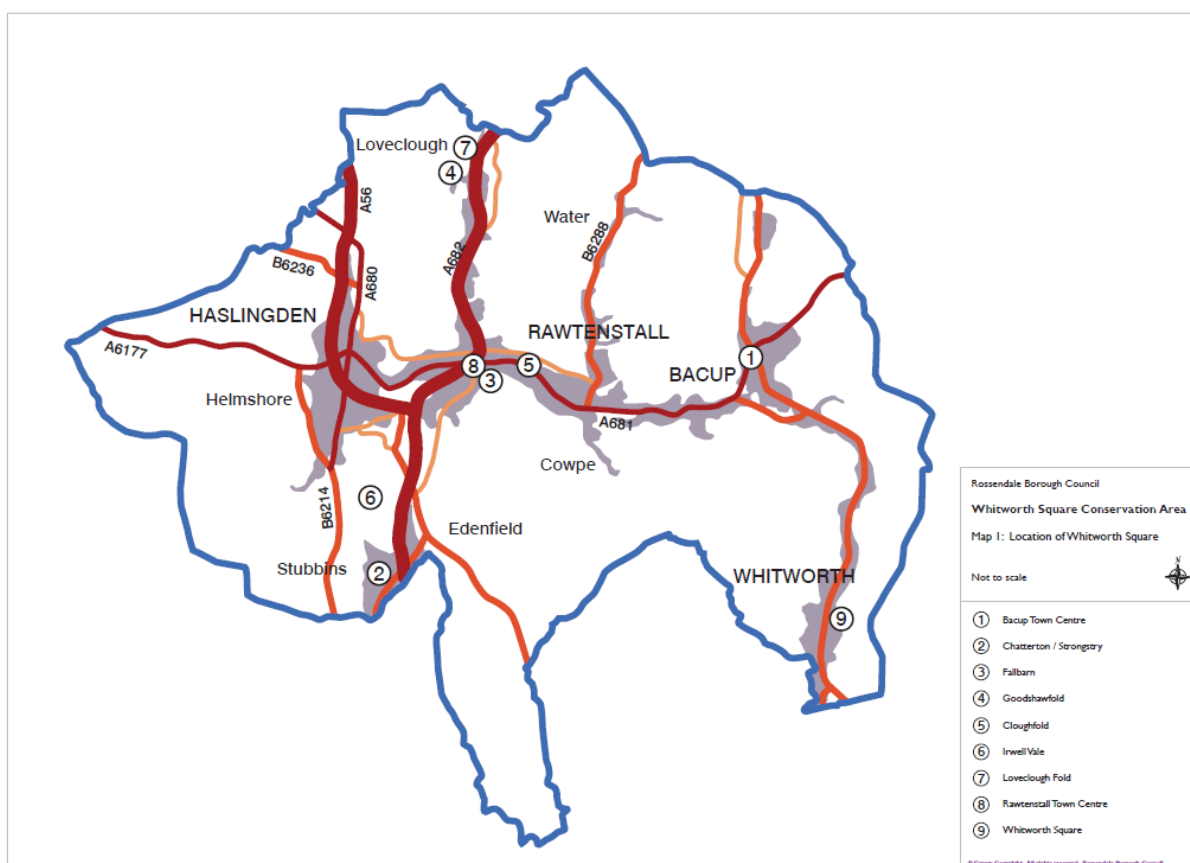 Loveclough
7
4
A56
Water
A682
B6288
B6236
A680
HASLINGDEN
RAWTENSTALL
A6177
8
5
3
1
BACUP
Helmshore
A681
Cowpe
6
B6214
Edenfield
Stubbins
2
WHITWORTH
9
Rossendale Borough Council
Whitworth Square Conservation Area
Map 1: Location of Whitworth Square
N
Not to scale
1 Bacup Town Centre
2 Chatterton / Strongstry
3 Fallbarn
4 Goodshawfold
5 Cloughfold
6 Irwell Vale
7 Loveclough Fold
8 Rawtenstall Town Centre
9 Whitworth Square